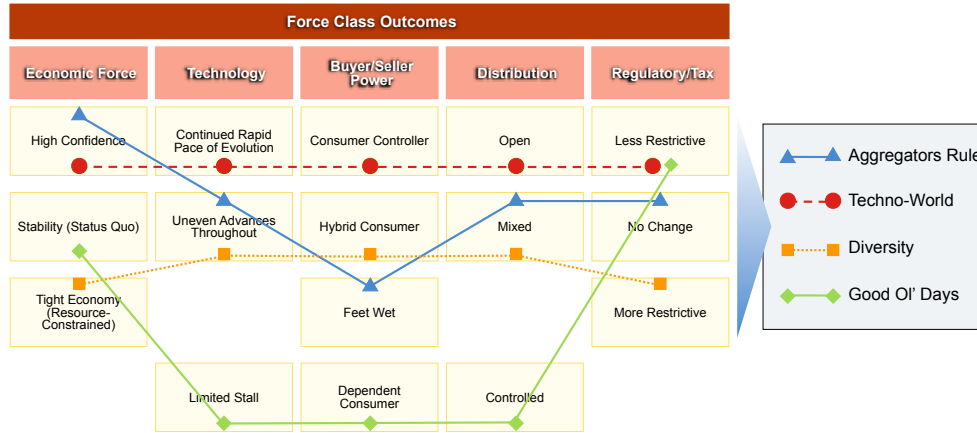 Force Class Outcomes
Economic Force
Technology
Buyer/Seller
Power
Distribution
Regulatory/Tax
High Confidence
Continued Rapid
Pace of Evolution
Consumer Controller
Open
Less Restrictive
Stability (Status Quo)
Uneven Advances
Throughout
Hybrid Consumer
Mixed
No Change
Tight Economy
(Resource-
Constrained)
Feet Wet
More Restrictive
Limited Stall
Dependent
Consumer
Controlled
Aggregators Rule
Techno-World
Diversity
Good Ol' Days